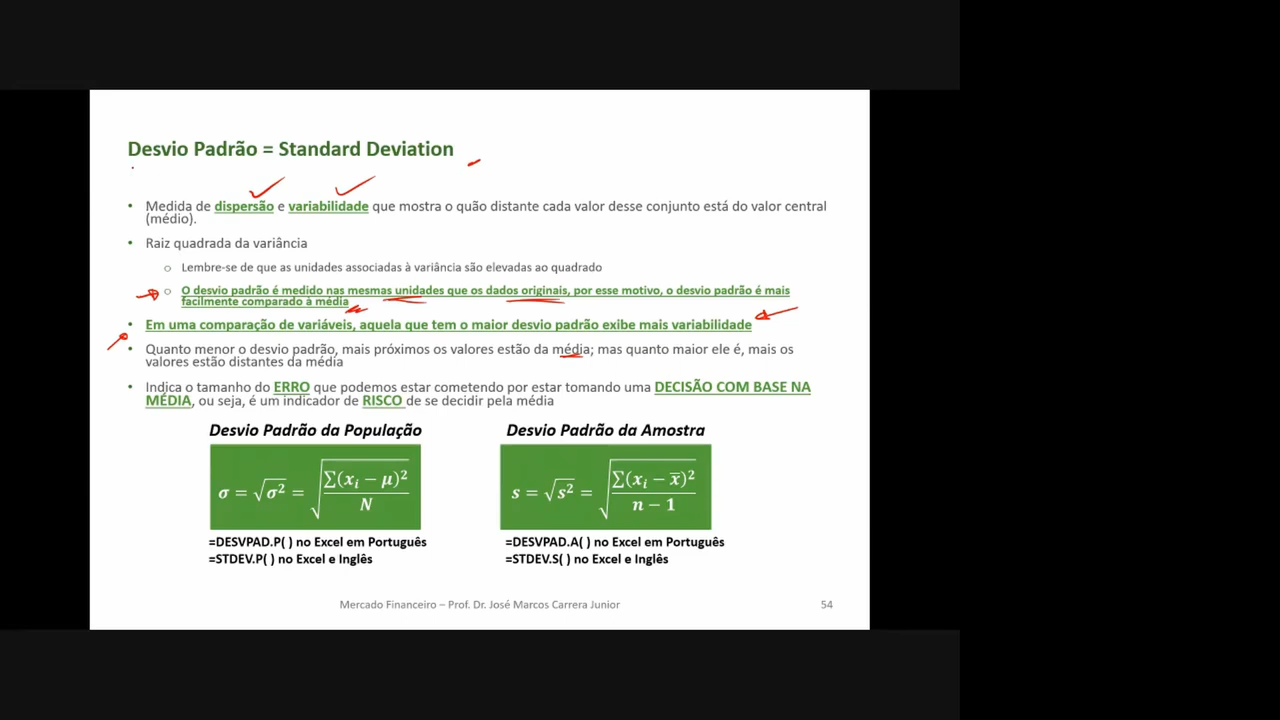 Desvio Padrão = Standard Deviation
• Medida de dispersão e variabilidade que mostra o quão distante cada valor desse conjunto está do valor central
(médio).
• Raiz quadrada da variância
o Lembre-se de que as unidades associadas à variância são elevadas ao quadrado
o O desvio padrão é medido nas mesmas unidades que os dados originais, por esse motivo, o desvio padrão é mais
facilmente comparado à média
• Em uma comparação de variáveis, aquela que tem o maior desvio padrão exibe mais variabilidade
• Quanto menor o desvio padrão, mais próximos os valores estão da média; mas quanto maior ele é, mais os
valores estão distantes da média
• Indica o tamanho do ERRO que podemos estar cometendo por estar tomando uma DECISÃO COM BASE NA
MÉDIA, ou seja, é um indicador de RISCO de se decidir pela média
Desvio Padrão da População
σ = √σ² = √(∑(xᵢ − μ)² / N)
=DESVPAD.P( ) no Excel em Português
=STDEV.P( ) no Excel e Inglês
Desvio Padrão da Amostra
s = √s² = √(∑(xᵢ − x̅)² / n − 1)
=DESVPAD.A( ) no Excel em Português
=STDEV.S( ) no Excel e Inglês
Mercado Financeiro – Prof. Dr. José Marcos Carrera Junior
54